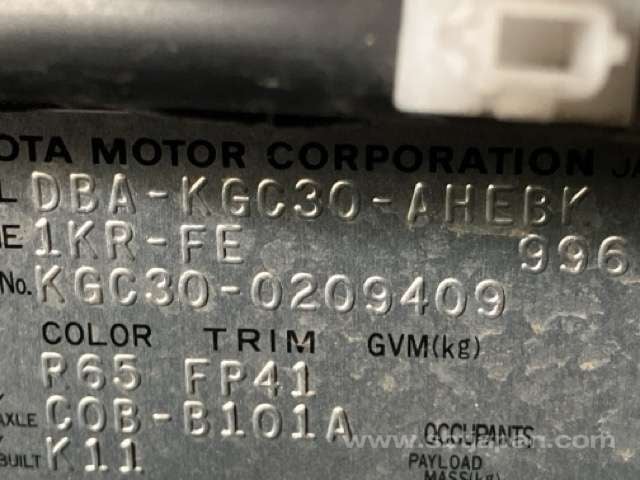 OTA MOTOR CORPORATION JA
L DBA-KGC30-AHEBK
NE 1KR-FE 996
No. KGC30-0209409
COLOR TRIM GVM(kg)
R65 FP41
AXLE C0B-B101A OCCUPANTS
BUILT K11 PAYLOAD
MASS(kg)